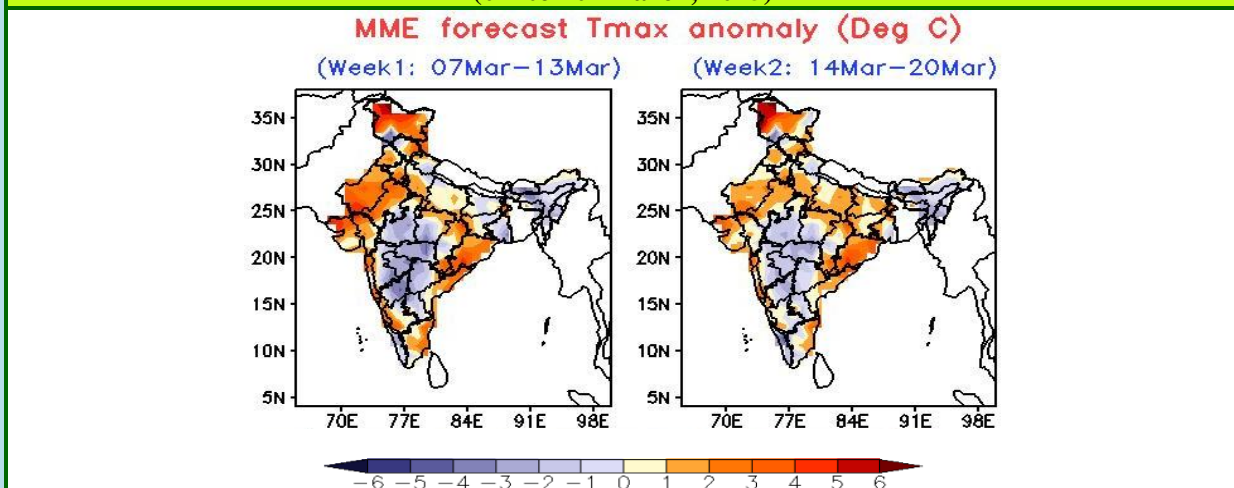 MME forecast Tmax anomaly (Deg C)
(Week1: 07Mar−13Mar) (Week2: 14Mar−20Mar)
35N 35N
30N 30N
25N 25N
20N 20N
15N 15N
10N 10N
5N 5N
70E 77E 84E 91E 98E 70E 77E 84E 91E 98E
−6 −5 −4 −3 −2 −1 0 1 2 3 4 5 6